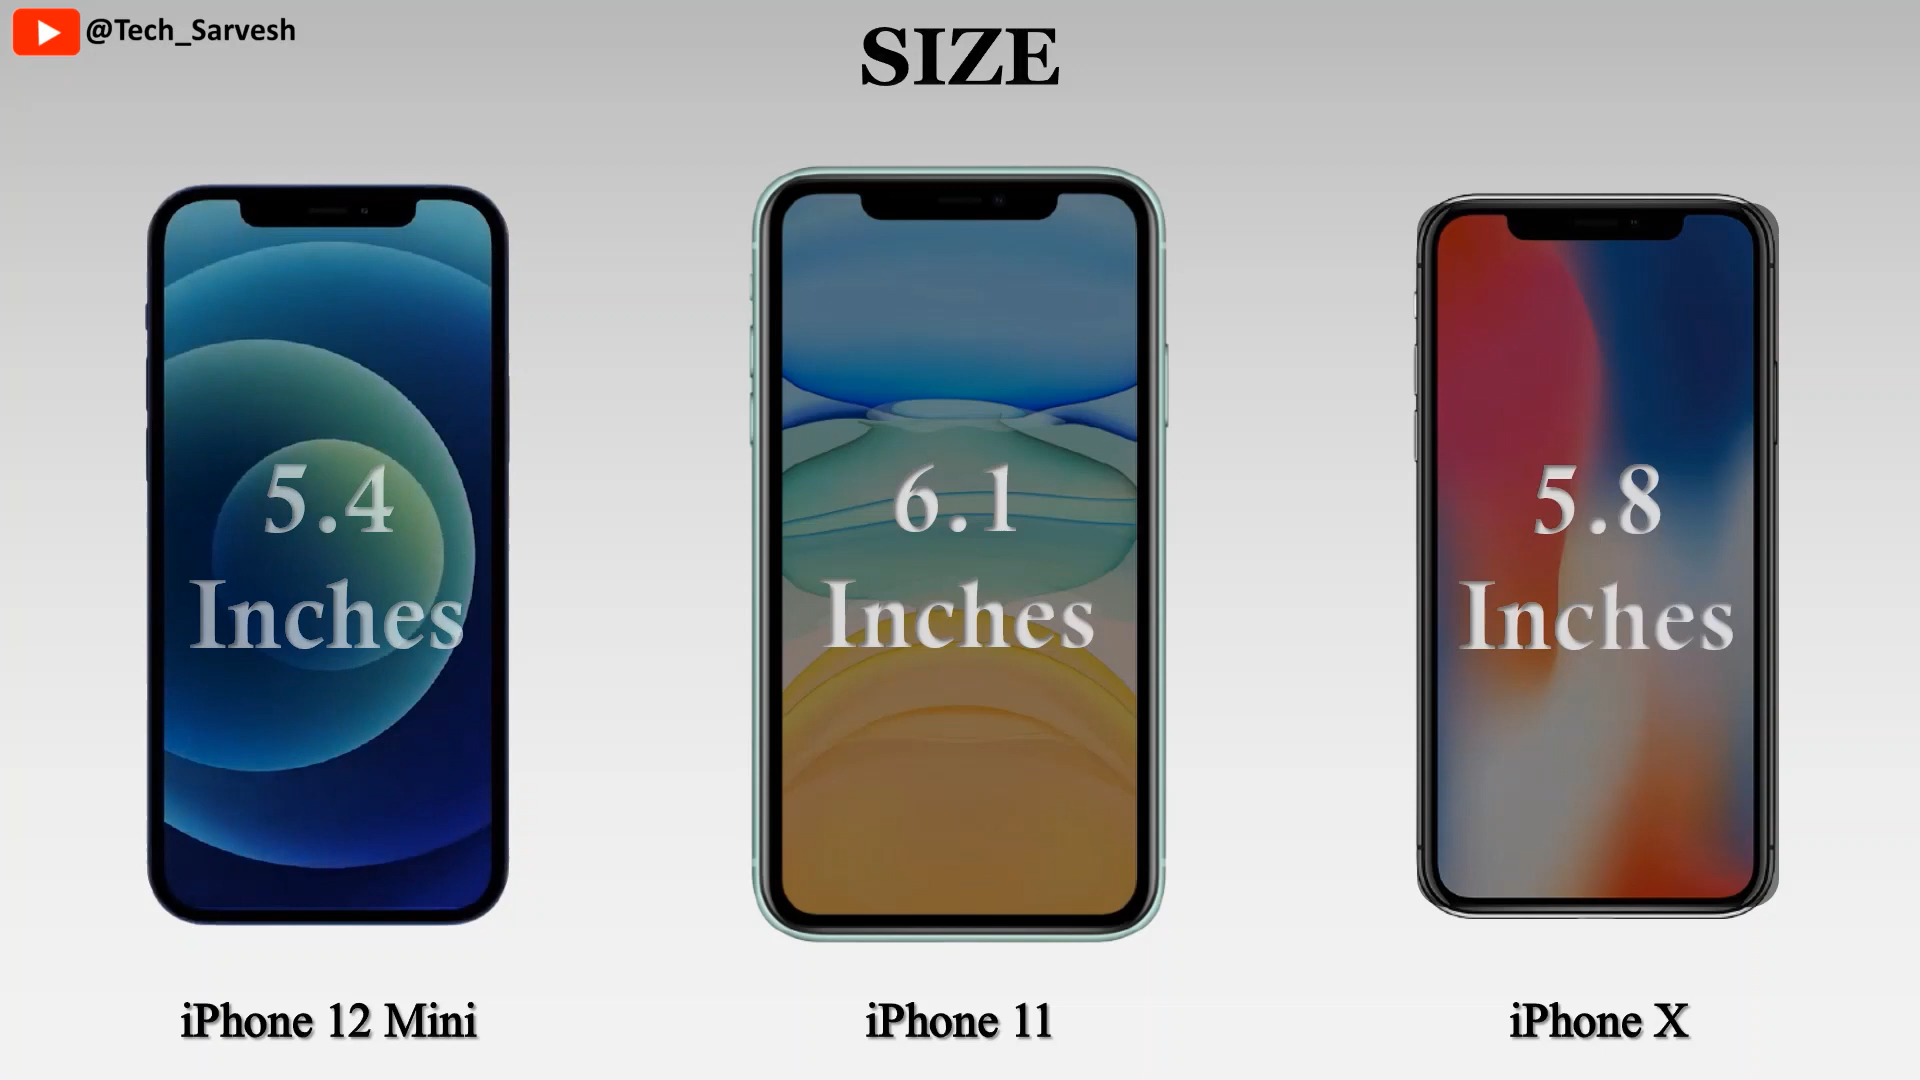 @Tech_Sarvesh
SIZE
5.4
Inches
6.1
Inches
5.8
Inches
iPhone 12 Mini
iPhone 11
iPhone X